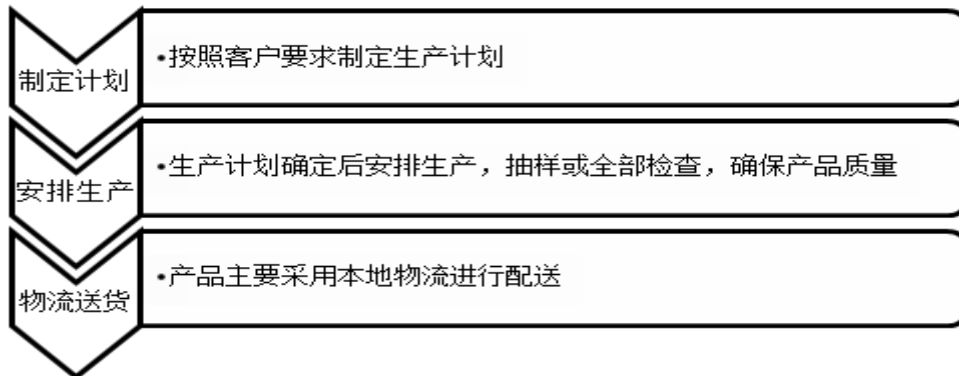 制定计划
•按照客户要求制定生产计划
安排生产
•生产计划确定后安排生产，抽样或全部检查，确保产品质量
物流送货
•产品主要采用本地物流进行配送